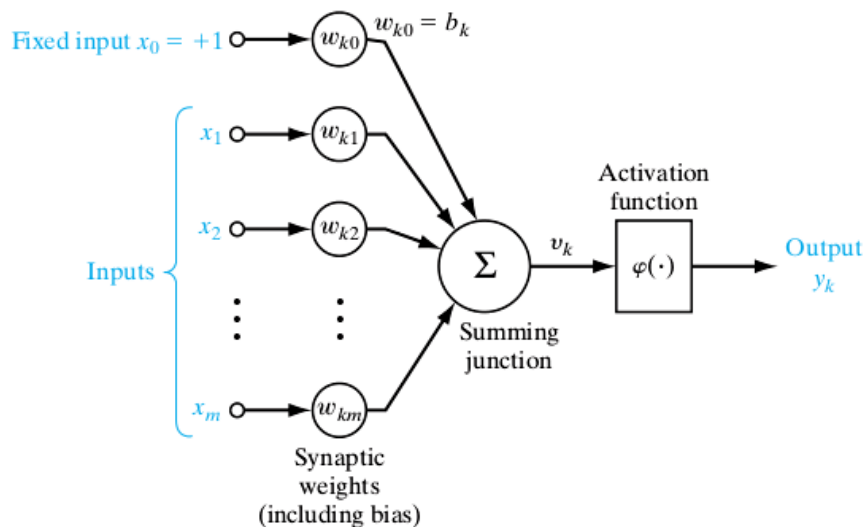 Fixed input x₀ = +1
wₖ₀
wₖ₀ = bₖ
Inputs
x₁
wₖ₁
x₂
wₖ₂
xₘ
wₖₘ
Σ
Summing
junction
vₖ
Activation
function
φ(·)
Output
yₖ
Synaptic
weights
(including bias)